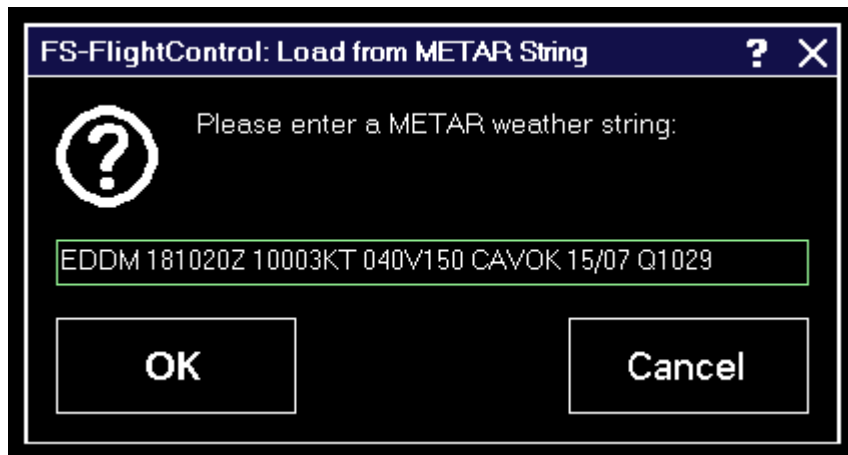 FS-FlightControl: Load from METAR String
Please enter a METAR weather string:
EDDM 181020Z 10003KT 040V150 CAVOK 15/07 Q1029
OK
Cancel